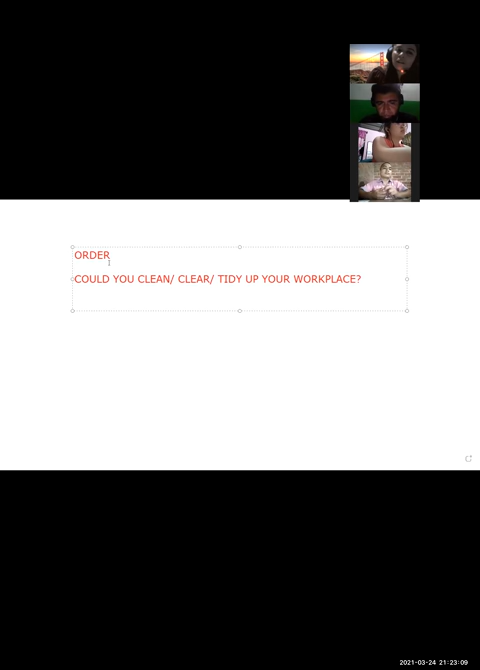 ORDER
COULD YOU CLEAN/ CLEAR/ TIDY UP YOUR WORKPLACE?
2021-03-24 21:23:09